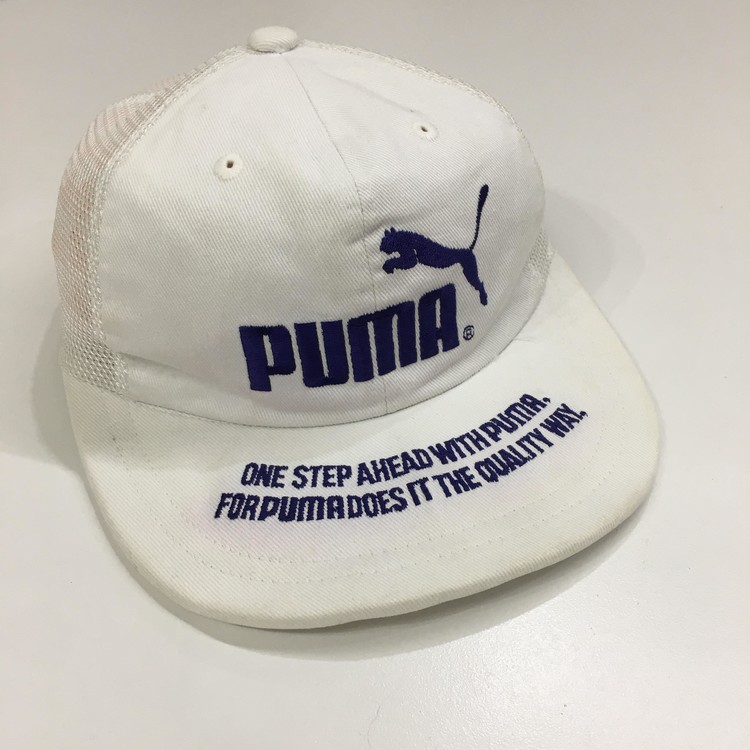 PUMA®
ONE STEP AHEAD WITH PUMA,
FOR PUMA DOES IT THE QUALITY WAY.